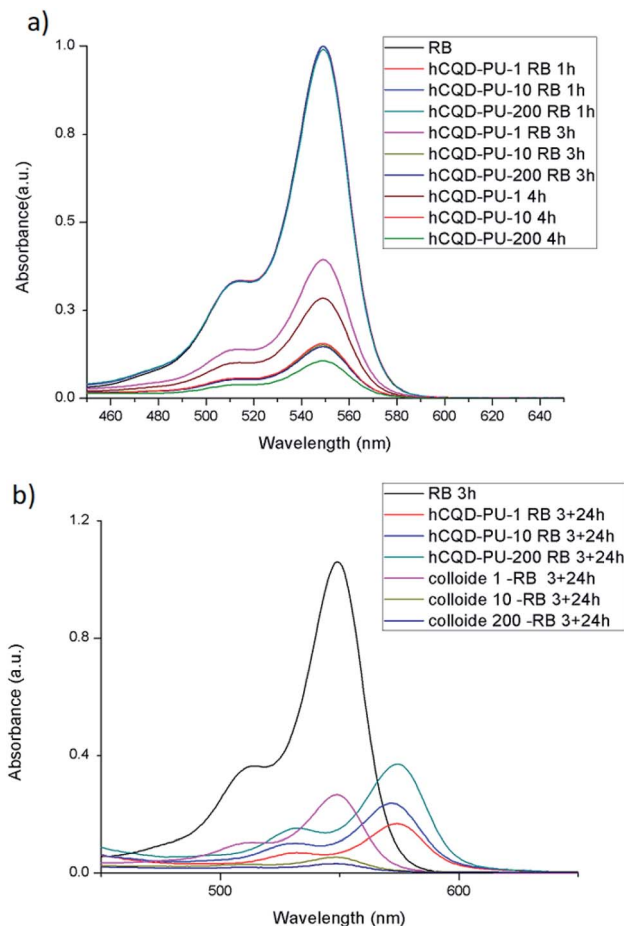 a)
RB
hCQD-PU-1 RB 1h
hCQD-PU-10 RB 1h
hCQD-PU-200 RB 1h
hCQD-PU-1 RB 3h
hCQD-PU-10 RB 3h
hCQD-PU-200 RB 3h
hCQD-PU-1 4h
hCQD-PU-10 4h
hCQD-PU-200 4h
1.0
0.8
0.5
0.3
0.0
Absorbance(a.u.)
460 480 500 520 540 560 580 600 620 640
Wavelength (nm)
b)
RB 3h
hCQD-PU-1 RB 3+24h
hCQD-PU-10 RB 3+24h
hCQD-PU-200 RB 3+24h
colloide 1 -RB 3+24h
colloide 10 -RB 3+24h
colloide 200 -RB 3+24h
1.2
0.8
0.4
0.0
Absorbance (a.u.)
500 600
Wavelength (nm)